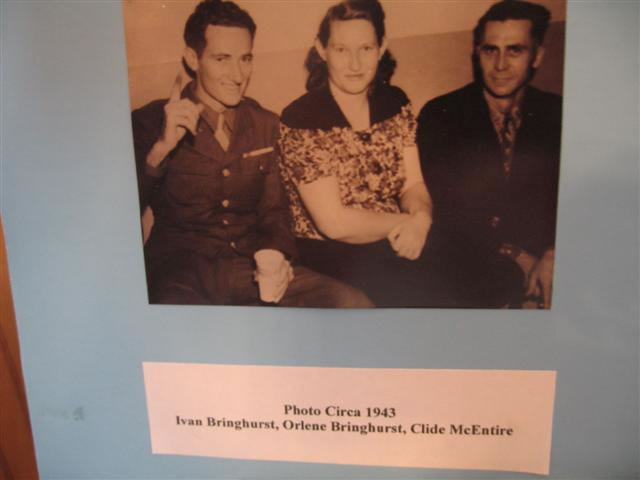 Photo Circa 1943
Ivan Bringhurst, Orlene Bringhurst, Clide McEntire